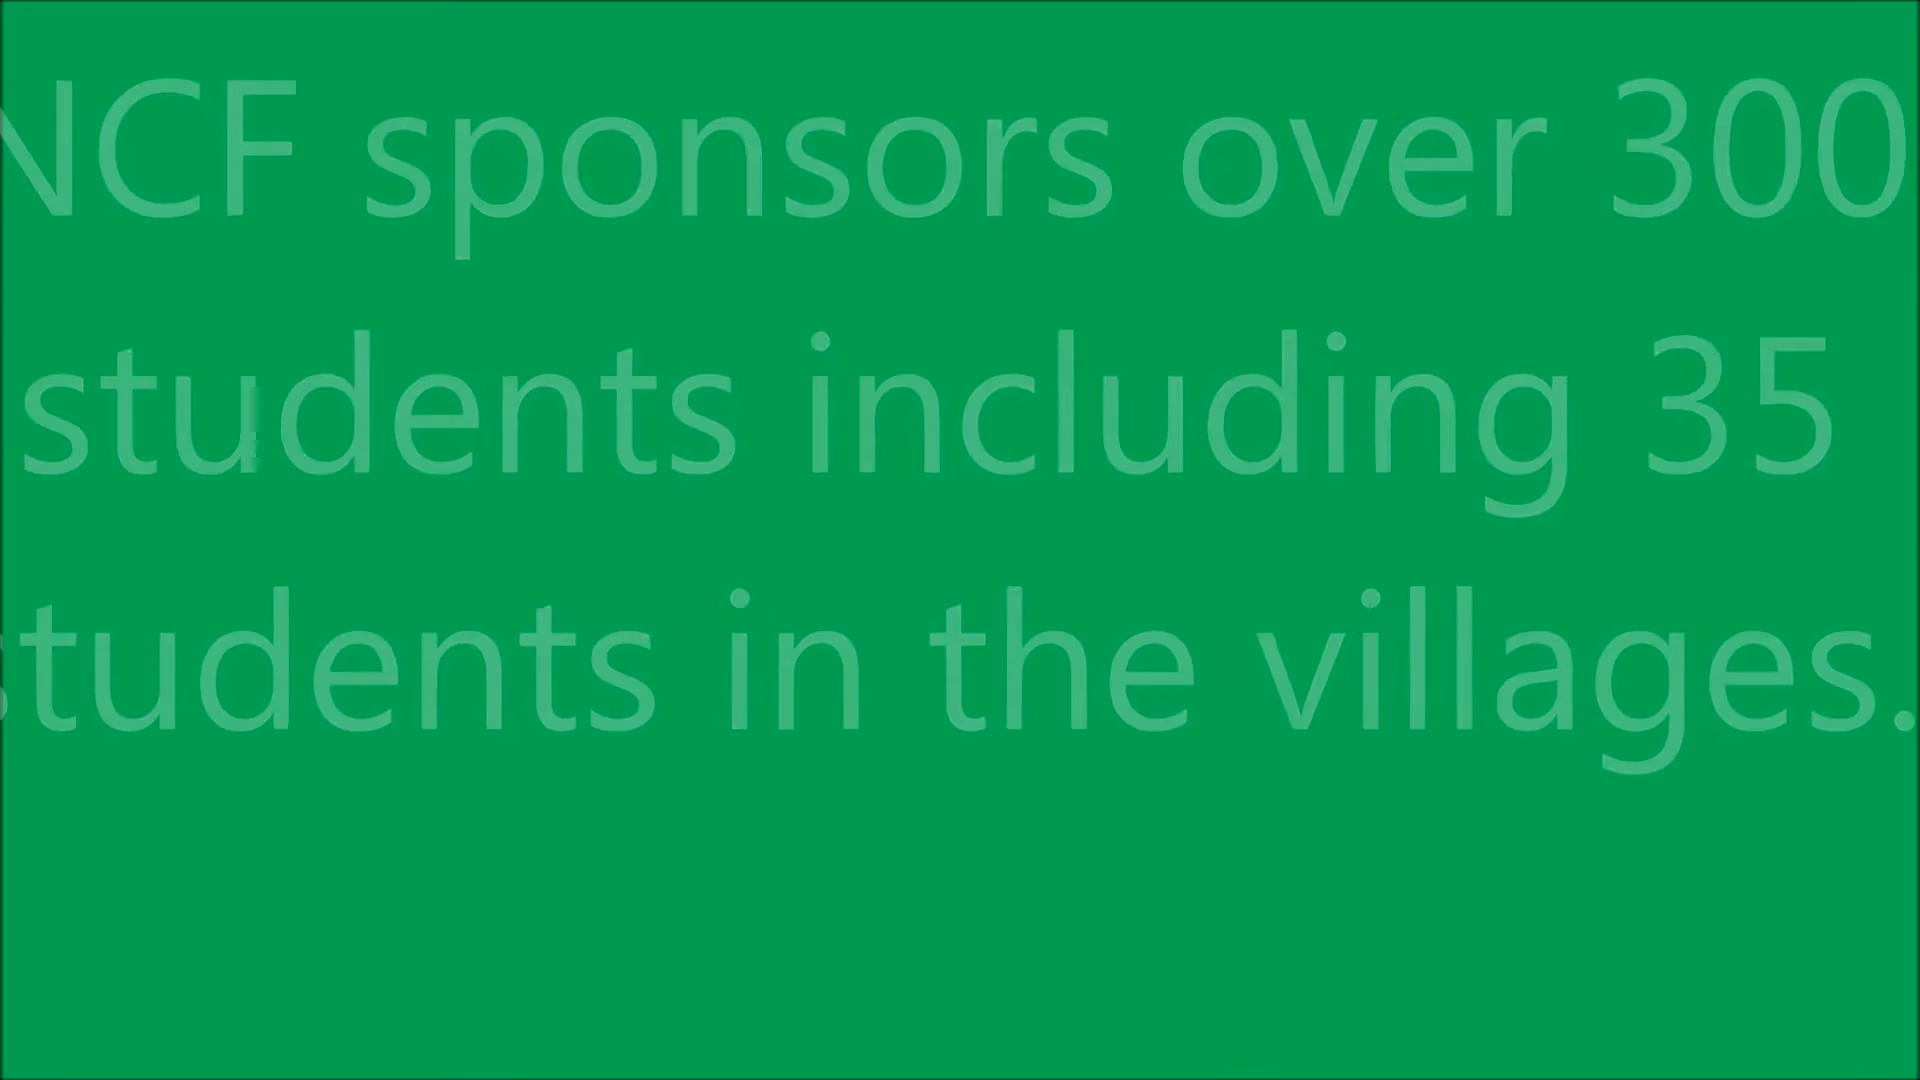 NCF sponsors over 300
students including 35
students in the villages.